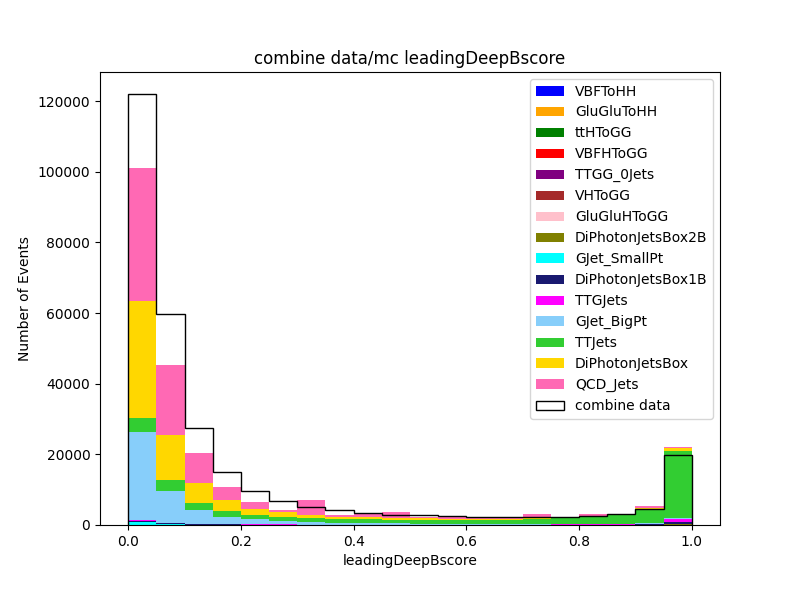 combine data/mc leadingDeepBscore
120000
100000
80000
60000
40000
20000
0
Number of Events
0.0 0.2 0.4 0.6 0.8 1.0
leadingDeepBscore
VBFToHH
GluGluToHH
ttHToGG
VBFHToGG
TTGG_0Jets
VHToGG
GluGluHToGG
DiPhotonJetsBox2B
GJet_SmallPt
DiPhotonJetsBox1B
TTGJets
GJet_BigPt
TTJets
DiPhotonJetsBox
QCD_Jets
combine data